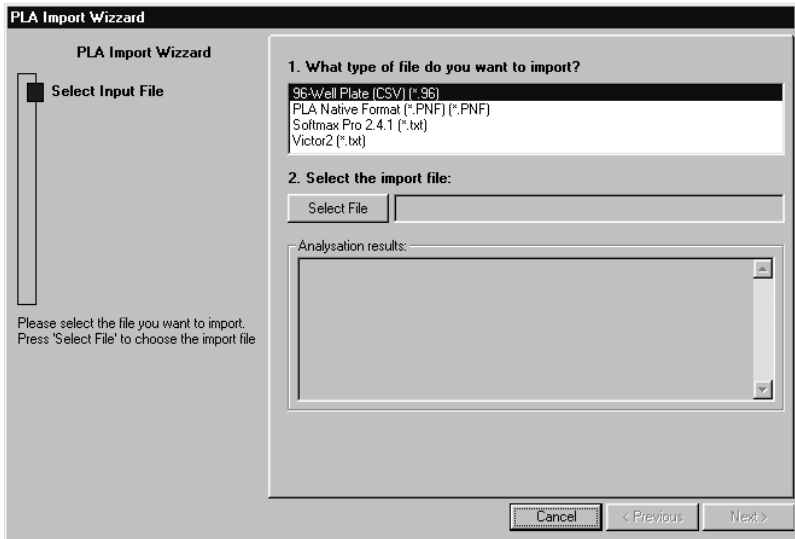 PLA Import Wizzard
PLA Import Wizzard
Select Input File
Please select the file you want to import.
Press 'Select File' to choose the import file
1. What type of file do you want to import?
96-Well Plate (CSV) (*.96)
PLA Native Format (*.PNF) (*.PNF)
Softmax Pro 2.4.1 (*.txt)
Victor2 (*.txt)
2. Select the import file:
Select File
Analysation results:
Cancel
< Previous
Next >